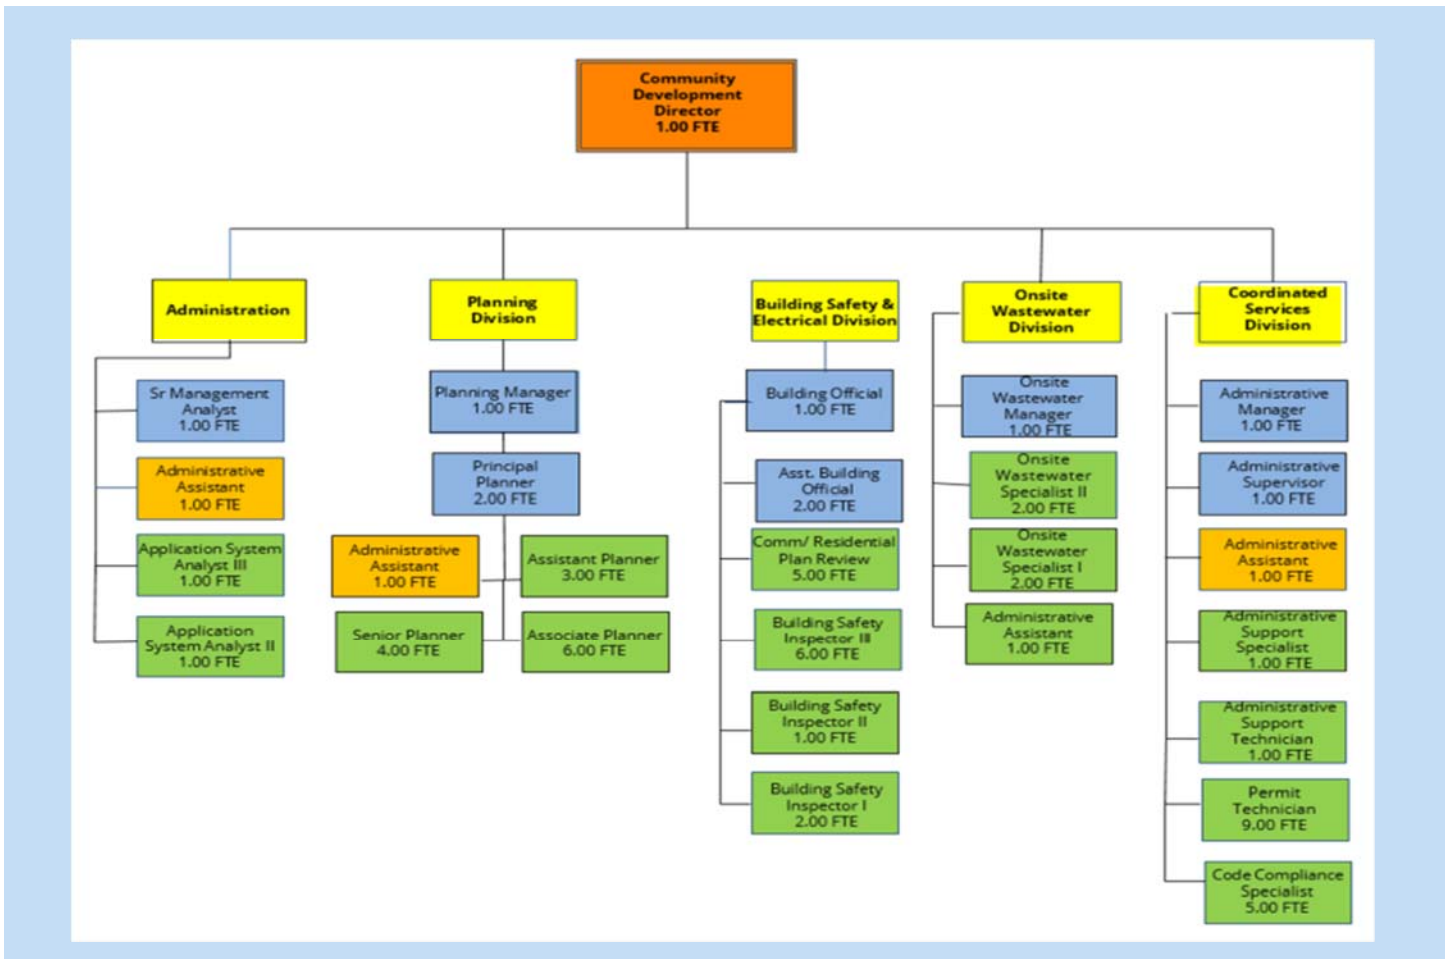 Community
Development
Director
1.00 FTE
Administration
Sr Management
Analyst
1.00 FTE
Administrative
Assistant
1.00 FTE
Application System
Analyst III
1.00 FTE
Application
System Analyst II
1.00 FTE
Planning
Division
Planning Manager
1.00 FTE
Principal
Planner
2.00 FTE
Administrative
Assistant
1.00 FTE
Assistant Planner
3.00 FTE
Senior Planner
4.00 FTE
Associate Planner
6.00 FTE
Building Safety &
Electrical Division
Building Official
1.00 FTE
Asst. Building
Official
2.00 FTE
Comm/ Residential
Plan Review
5.00 FTE
Building Safety
Inspector III
6.00 FTE
Building Safety
Inspector II
1.00 FTE
Building Safety
Inspector I
2.00 FTE
Onsite
Wastewater
Division
Onsite
Wastewater
Manager
1.00 FTE
Onsite
Wastewater
Specialist II
2.00 FTE
Onsite
Wastewater
Specialist I
2.00 FTE
Administrative
Assistant
1.00 FTE
Coordinated
Services
Division
Administrative
Manager
1.00 FTE
Administrative
Supervisor
1.00 FTE
Administrative
Assistant
1.00 FTE
Administrative
Support
Specialist
1.00 FTE
Administrative
Support
Technician
1.00 FTE
Permit
Technician
9.00 FTE
Code Compliance
Specialist
5.00 FTE